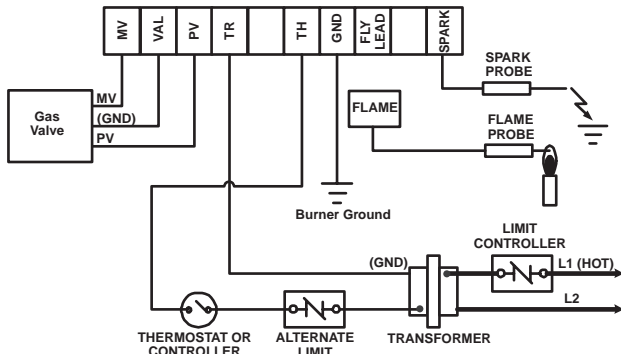 MV
VAL
PV
TR
TH
GND
FLY
LEAD
SPARK
SPARK
PROBE
MV
Gas
Valve
(GND)
PV
FLAME
FLAME
PROBE
Burner Ground
LIMIT
CONTROLLER
(GND)
L1 (HOT)
L2
THERMOSTAT OR
CONTROLLER
ALTERNATE
LIMIT
TRANSFORMER